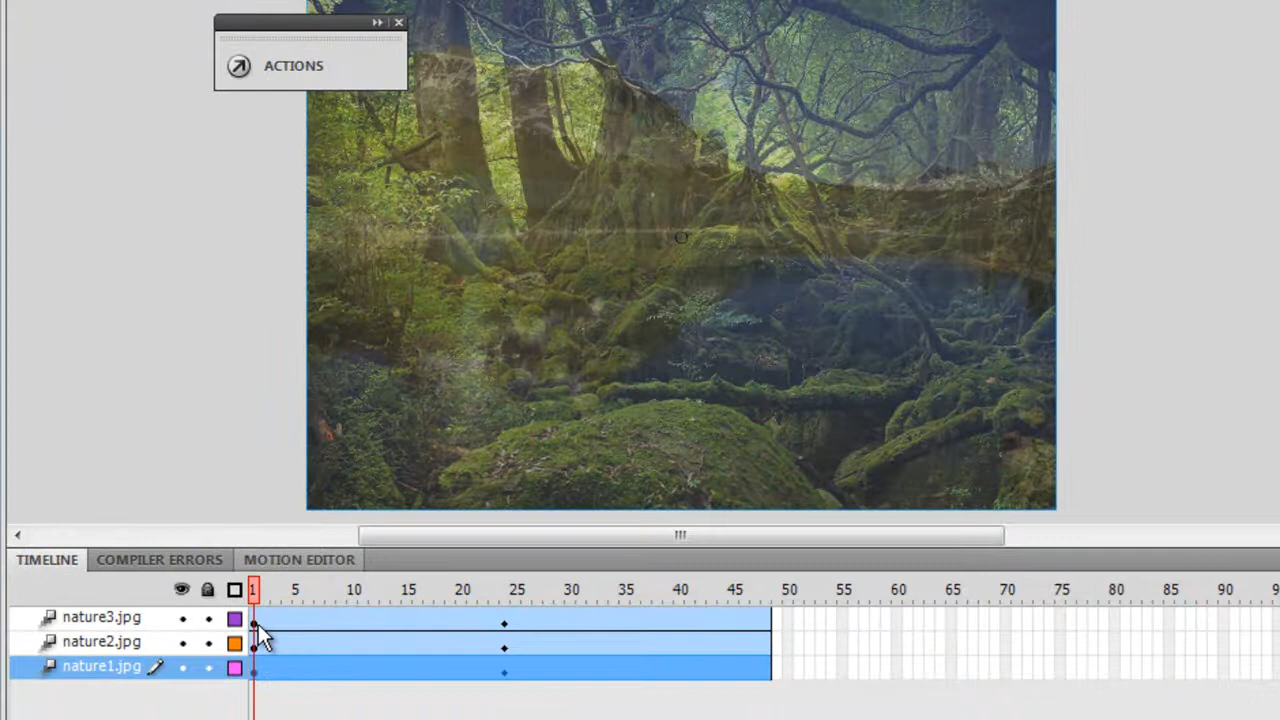 ACTIONS
TIMELINE COMPILER ERRORS MOTION EDITOR
1 5 10 15 20 25 30 35 40 45 50 55 60 65 70 75 80 85 90 9
nature3.jpg
nature2.jpg
nature1.jpg